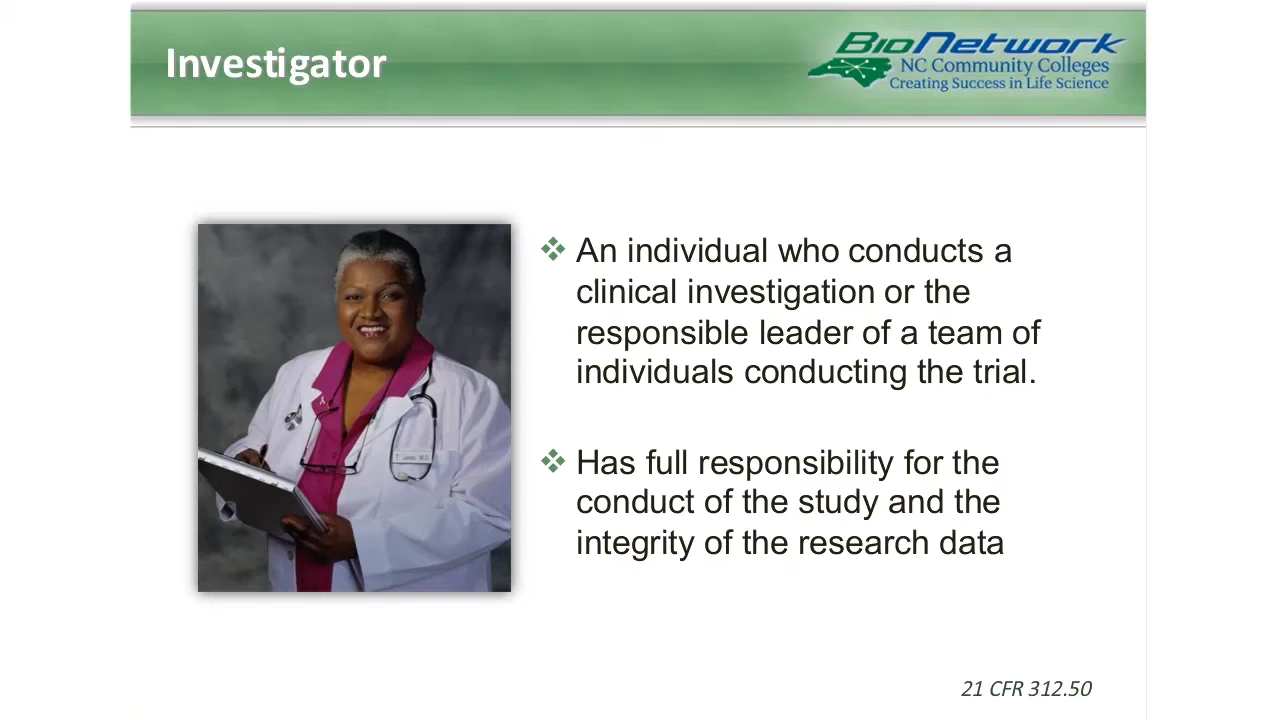 Investigator
BioNetwork
NC Community Colleges
Creating Success in Life Science
An individual who conducts a
clinical investigation or the
responsible leader of a team of
individuals conducting the trial.
T. Jones, M.D.
Has full responsibility for the
conduct of the study and the
integrity of the research data
21 CFR 312.50